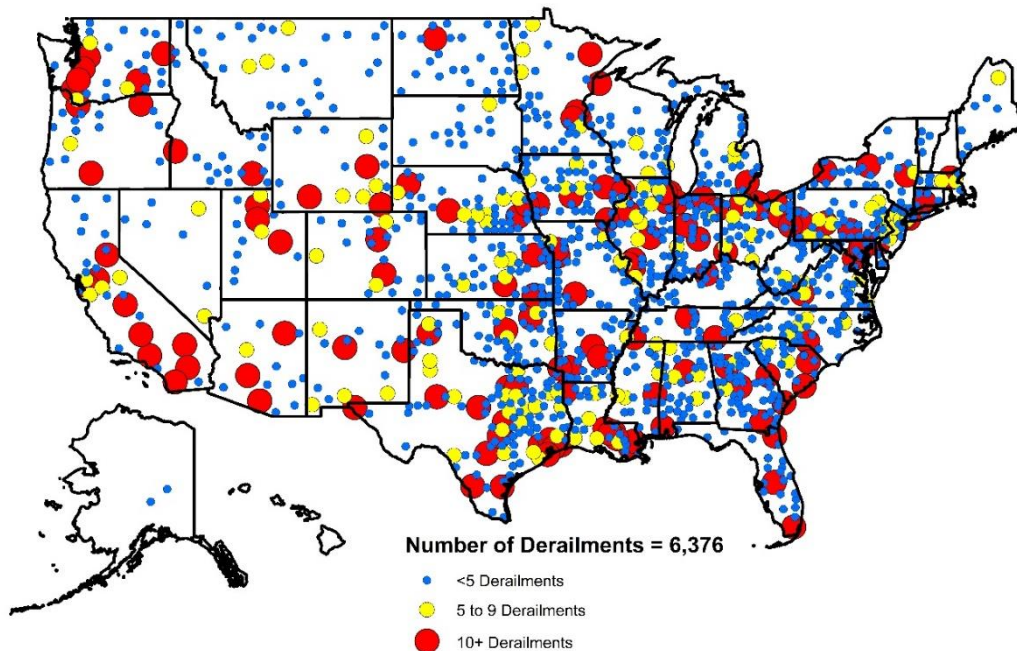 Number of Derailments = 6,376
<5 Derailments
5 to 9 Derailments
10+ Derailments